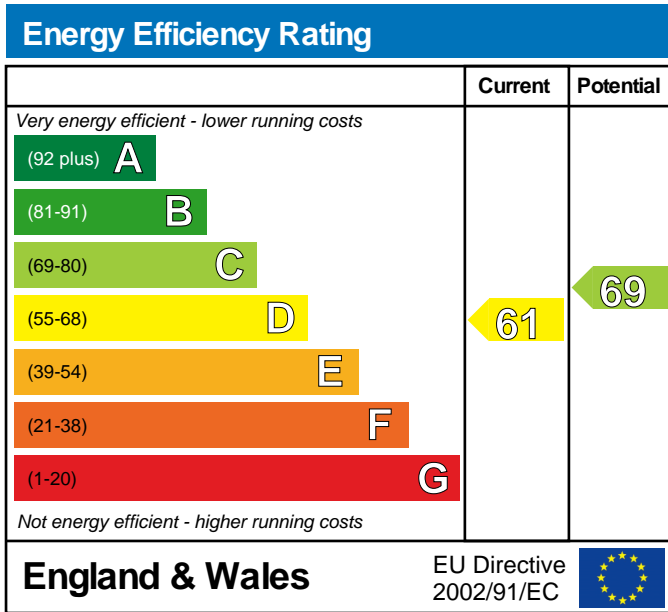 Energy Efficiency Rating
Current Potential
Very energy efficient - lower running costs
(92 plus) A
(81-91) B
(69-80) C
(55-68) D
(39-54) E
(21-38) F
(1-20) G
61
69
Not energy efficient - higher running costs
England & Wales
EU Directive
2002/91/EC